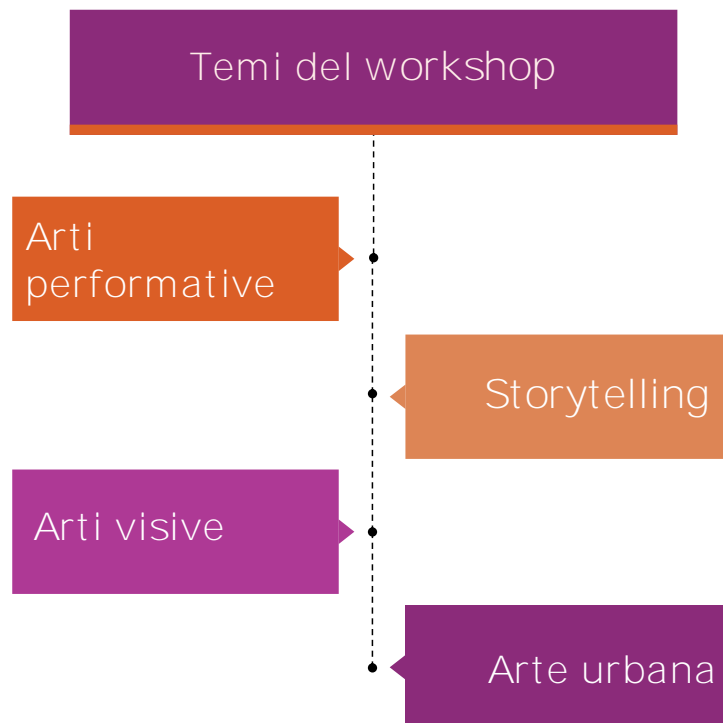 Temi del workshop
Arti
performative
Storytelling
Arti visive
Arte urbana